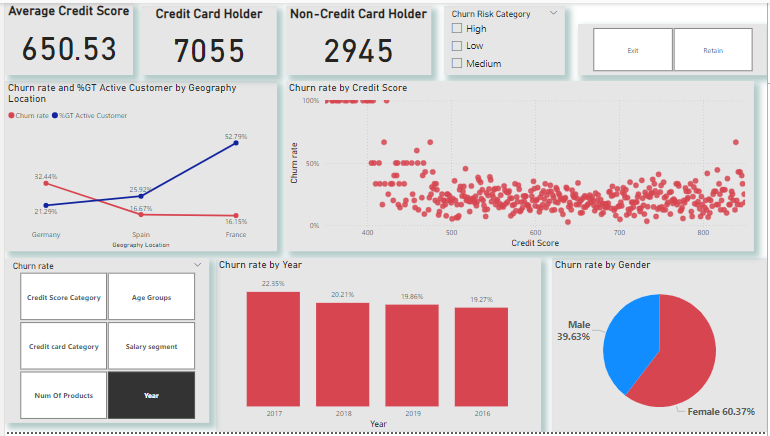 Average Credit Score
650.53
Credit Card Holder
7055
Non-Credit Card Holder
2945
Churn Risk Category
High
Low
Medium
Exit
Retain
Churn rate and %GT Active Customer by Geography
Location
Churn rate %GT Active Customer
52.79%
32.44%
25.92%
21.29%
16.67%
16.15%
Germany
Spain
France
Geography Location
Churn rate by Credit Score
100%
50%
0%
Churn rate
400
500
600
700
800
Credit Score
Churn rate
Credit Score Category
Age Groups
Credit card Category
Salary segment
Num Of Products
Year
Churn rate by Year
22.35%
20.21%
19.86%
19.27%
2017
2018
2019
2016
Year
Churn rate by Gender
Male
39.63%
Female 60.37%